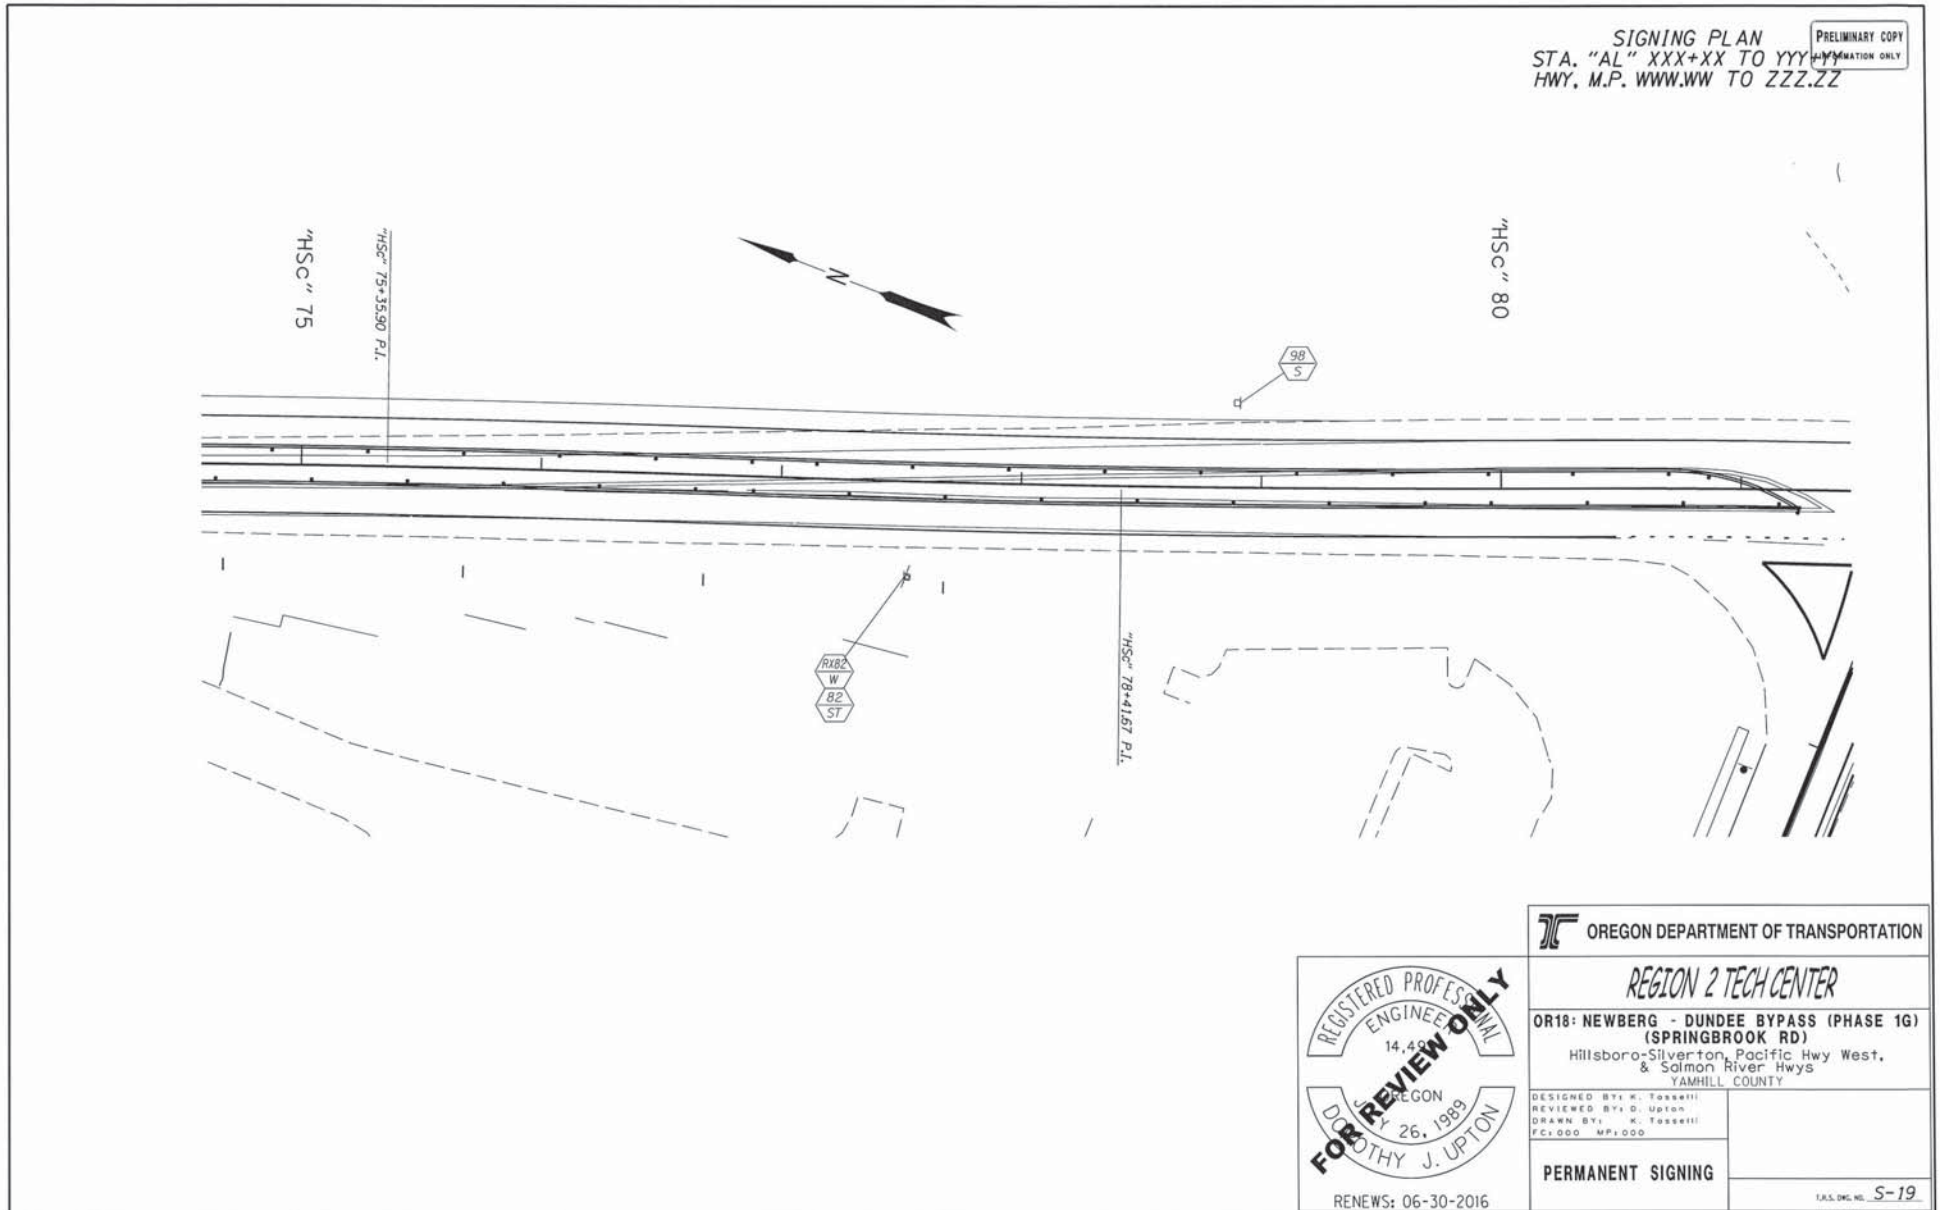 SIGNING PLAN
STA. "AL" XXX+XX TO YYY+YY
HWY, M.P. WWW.WW TO ZZZ.ZZ
PRELIMINARY COPY
INFORMATION ONLY
"HSc" 75
"HSc" 75+35.90 P.I.
N
"HSc" 80
98
S
RX82
W
82
ST
"HSc" 78+41.67 P.I.
OREGON DEPARTMENT OF TRANSPORTATION
REGION 2 TECH CENTER
OR18: NEWBERG - DUNDEE BYPASS (PHASE 1G)
(SPRINGBROOK RD)
Hillsboro-Silverton, Pacific Hwy West,
& Salmon River Hwys
YAMHILL COUNTY
DESIGNED BY: K. Tosselli
REVIEWED BY: D. Upton
DRAWN BY: K. Tosselli
FC:000 MP:000
PERMANENT SIGNING
T.R.S. DWG. NO. S-19
REGISTERED PROFESSIONAL
ENGINEER
OREGON
26, 1989
DOROTHY J. UPTON
FOR REVIEW ONLY
RENEWS: 06-30-2016